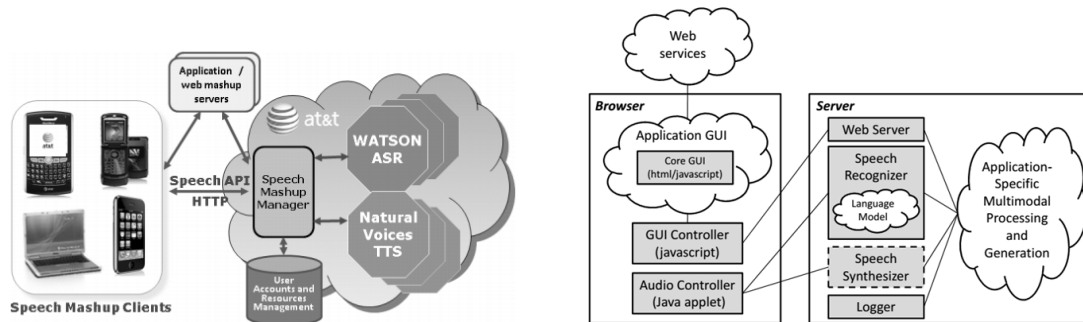 Application /
web mashup
servers
at&t
at&t
WATSON
ASR
Speech API
HTTP
Speech
Mashup
Manager
Natural
Voices
TTS
User
Accounts and
Resources
Management
Speech Mashup Clients
Web
services
Browser
Application GUI
Core GUI
(html/javascript)
GUI Controller
(javascript)
Audio Controller
(Java applet)
Server
Web Server
Speech
Recognizer
Language
Model
Speech
Synthesizer
Logger
Application-
Specific
Multimodal
Processing
and
Generation